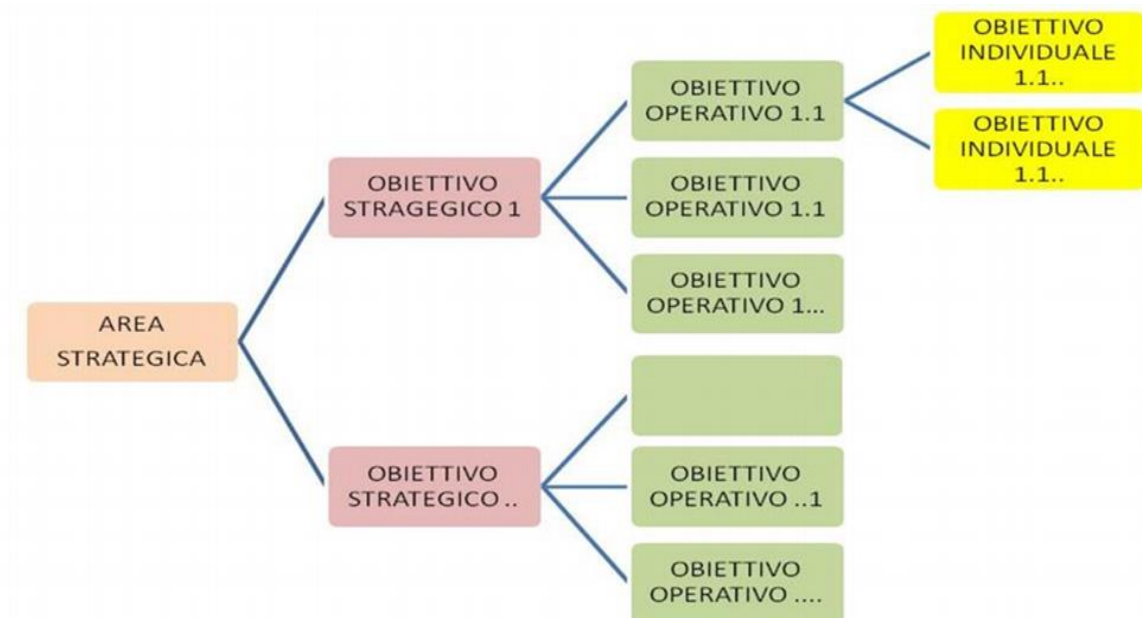 OBIETTIVO
INDIVIDUALE
1.1..
OBIETTIVO
OPERATIVO 1.1
OBIETTIVO
INDIVIDUALE
1.1..
OBIETTIVO
STRAGEGICO 1
OBIETTIVO
OPERATIVO 1.1
OBIETTIVO
OPERATIVO 1...
AREA
STRATEGICA
OBIETTIVO
STRATEGICO ..
OBIETTIVO
OPERATIVO ..1
OBIETTIVO
OPERATIVO ....